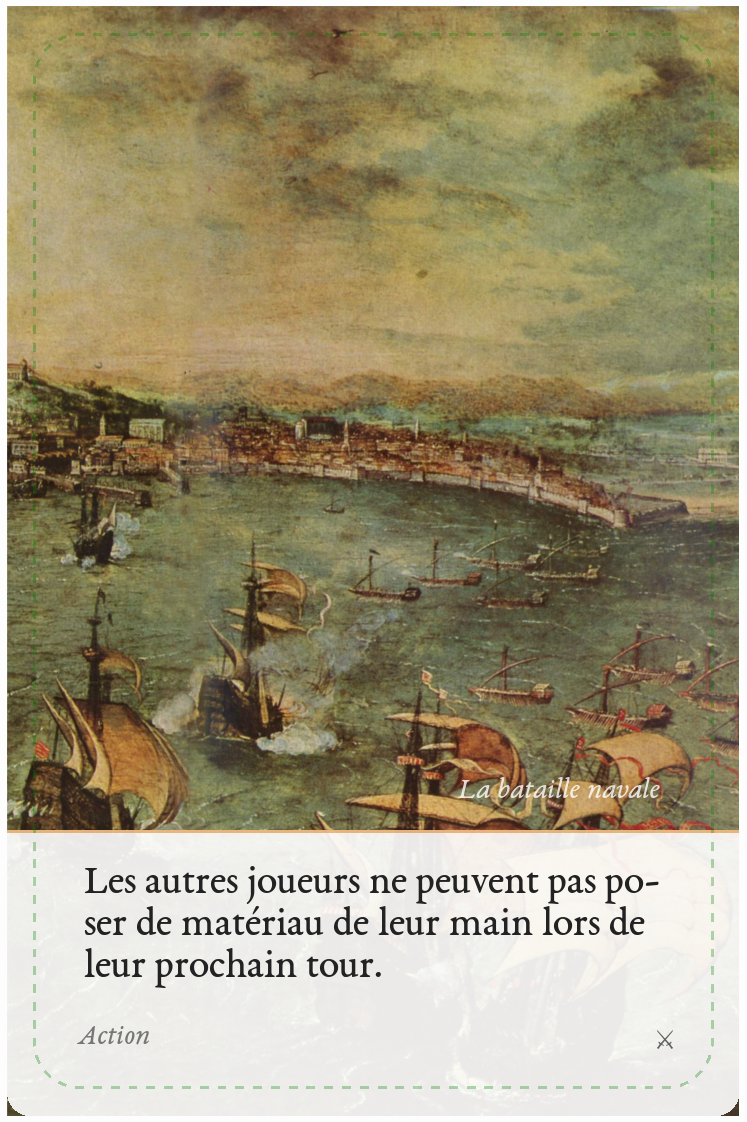 La bataille navale
Les autres joueurs ne peuvent pas po-
ser de matériau de leur main lors de
leur prochain tour.
Action